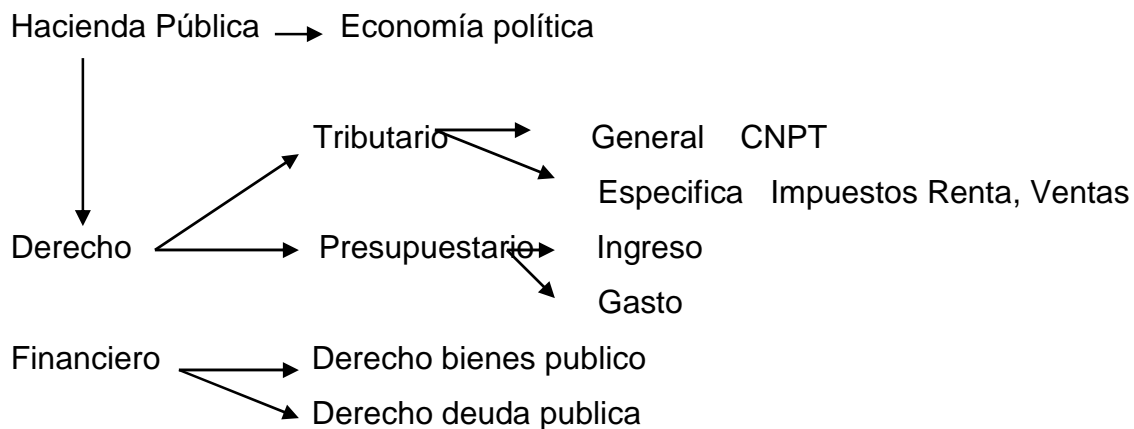 Hacienda Pública Economía política
Tributario General CNPT
Especifica Impuestos Renta, Ventas
Derecho Presupuestario Ingreso
Gasto
Financiero Derecho bienes publico
Derecho deuda publica